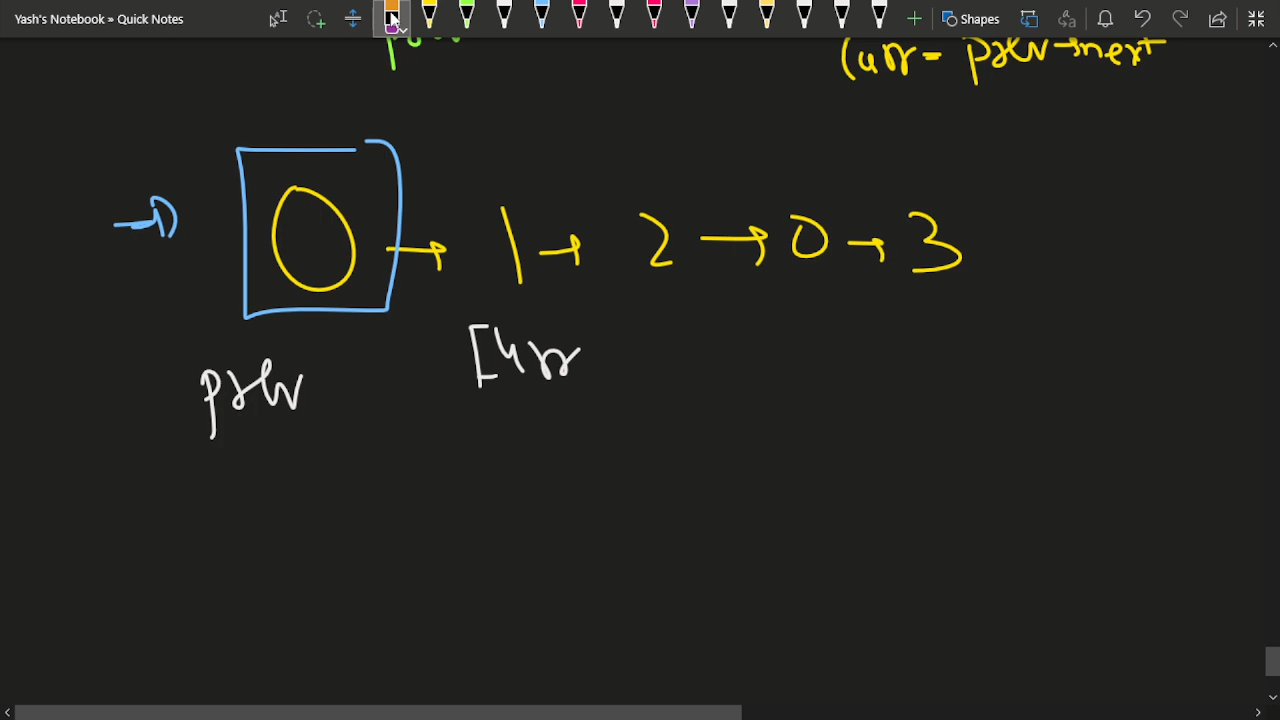 Yash's Notebook » Quick Notes
Shapes
curr = prev→next
0 → 1 → 2 → 0 → 3
prev curr